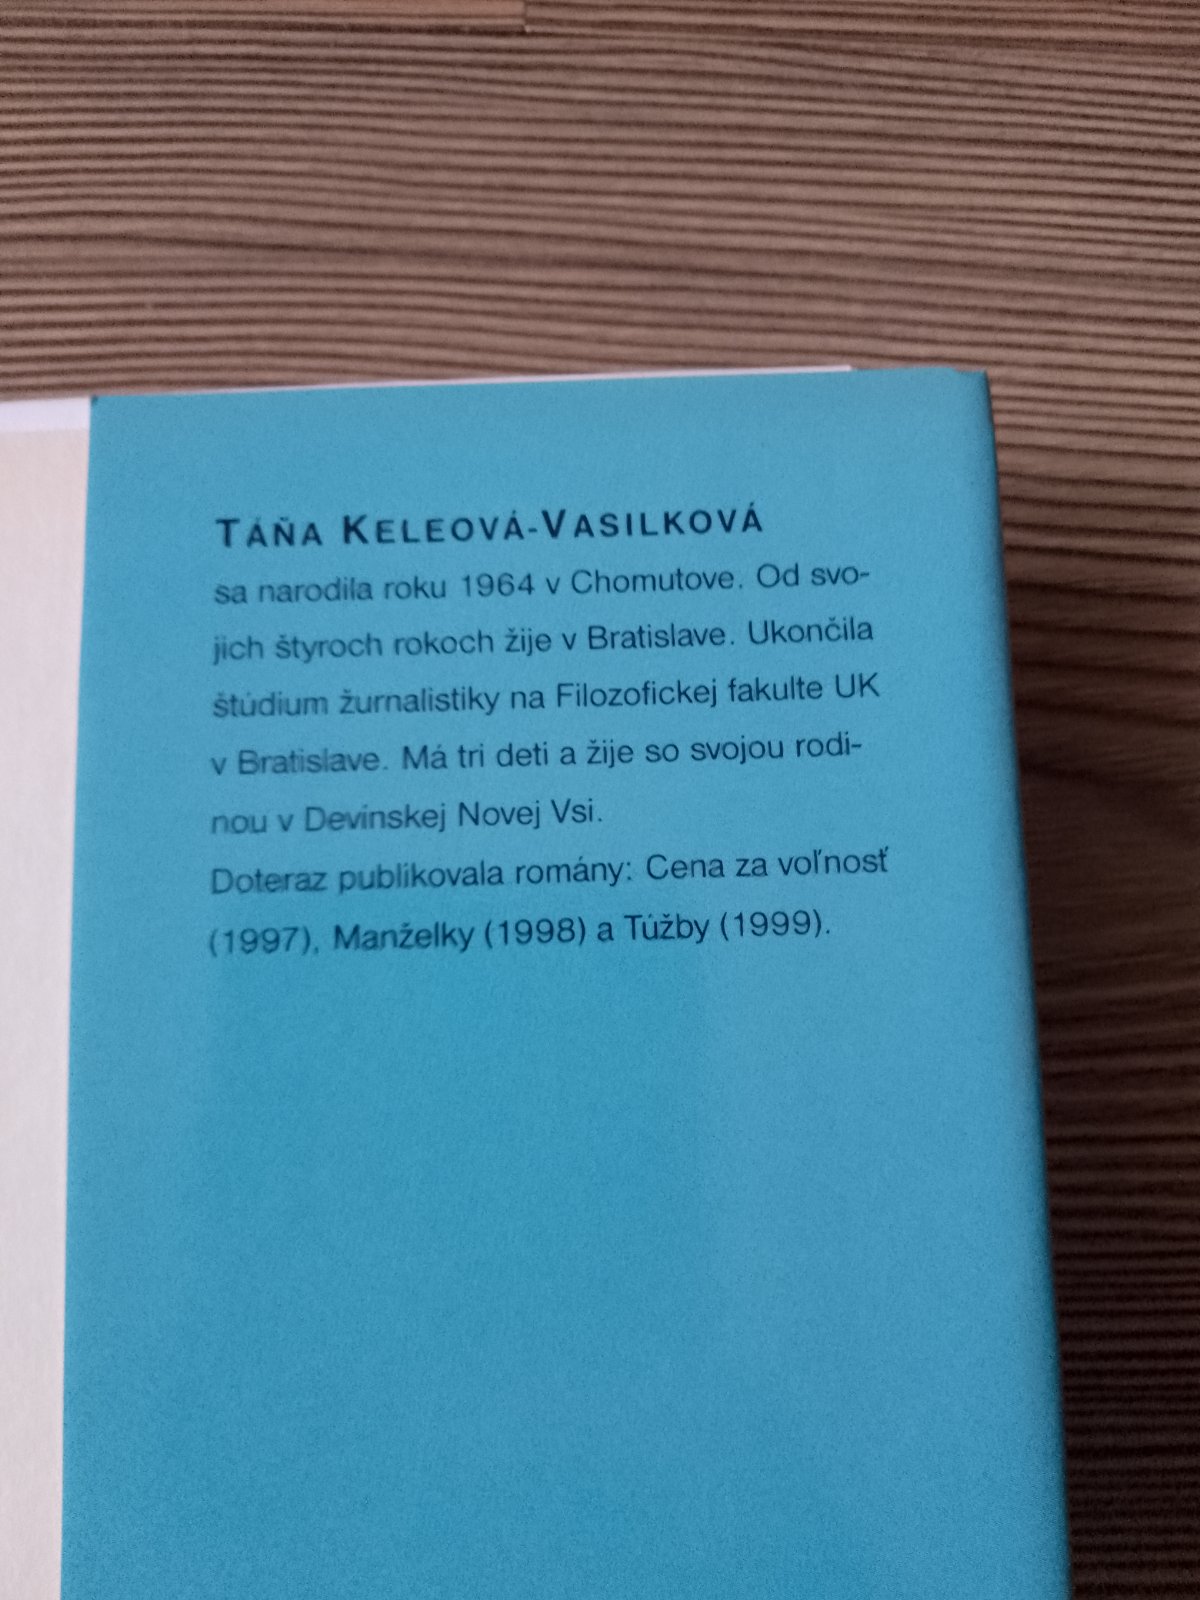 TÁŇA KELEOVÁ-VASILKOVÁ
sa narodila roku 1964 v Chomutove. Od svo-
jich štyroch rokoch žije v Bratislave. Ukončila
štúdium žurnalistiky na Filozofickej fakulte UK
v Bratislave. Má tri deti a žije so svojou rodi-
nou v Devínskej Novej Vsi.
Doteraz publikovala romány: Cena za voľnosť
(1997), Manželky (1998) a Túžby (1999).